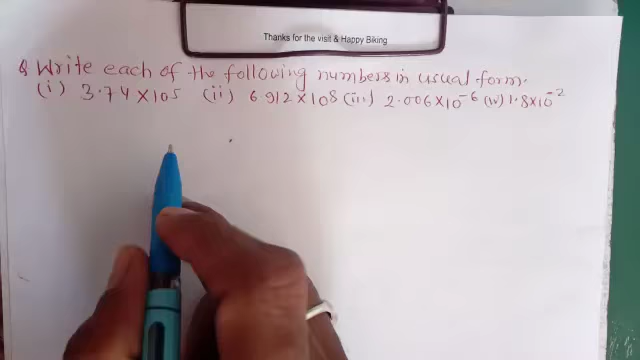 Thanks for the visit & Happy Biking
Q Write each of the following numbers in usual form.
(i) 3.74×10⁵ (ii) 6.912×10⁸ (iii) 2.006×10⁻⁶ (iv) 1.8×10⁻²